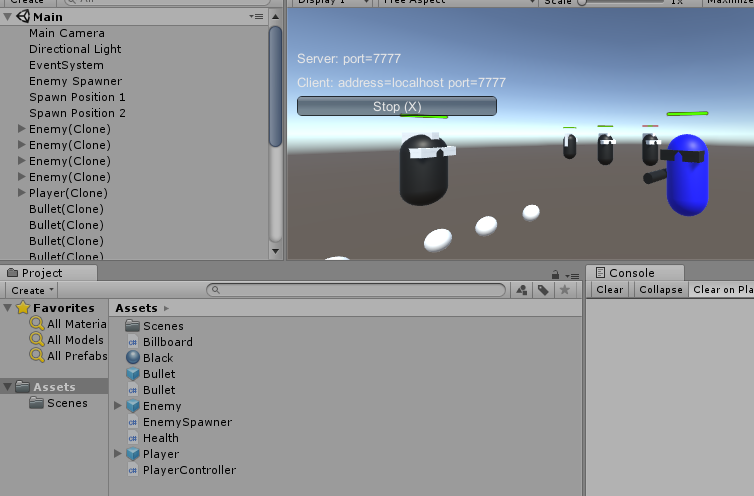 Create
All
Display 1
Free Aspect
Scale
1x
Maximize
Main
Main Camera
Directional Light
EventSystem
Enemy Spawner
Spawn Position 1
Spawn Position 2
Enemy(Clone)
Enemy(Clone)
Enemy(Clone)
Enemy(Clone)
Player(Clone)
Bullet(Clone)
Bullet(Clone)
Bullet(Clone)
Bullet(Clone)
Server: port=7777
Client: address=localhost port=7777
Stop (X)
Project
Create
Favorites
All Materia
All Models
All Prefabs
Assets
Scenes
Assets
Scenes
Billboard
Black
Bullet
Bullet
Enemy
EnemySpawner
Health
Player
PlayerController
Console
Clear
Collapse
Clear on Pla